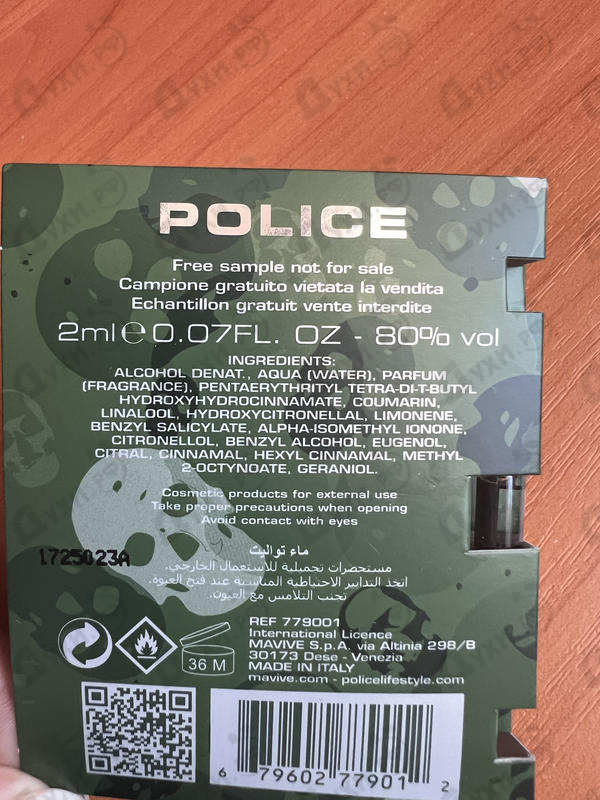 POLICE
Free sample not for sale
Campione gratuito vietata la vendita
Echantillon gratuit vente interdite
2ml ℮ 0.07FL. OZ - 80% vol
INGREDIENTS:
ALCOHOL DENAT., AQUA (WATER), PARFUM
(FRAGRANCE), PENTAERYTHRITYL TETRA-DI-T-BUTYL
HYDROXYHYDROCINNAMATE, COUMARIN,
LINALOOL, HYDROXYCITRONELLAL, LIMONENE,
BENZYL SALICYLATE, ALPHA-ISOMETHYL IONONE,
CITRONELLOL, BENZYL ALCOHOL, EUGENOL,
CITRAL, CINNAMAL, HEXYL CINNAMAL, METHYL
2-OCTYNOATE, GERANIOL.
Cosmetic products for external use
Take proper precautions when opening
Avoid contact with eyes
1725023A
ماء تواليت
مستحضرات تجميلية للاستعمال الخارجي.
اتخذ التدابير الاحتياطية المناسبة عند فتح العبوة.
تجنب التلامس مع العيون.
REF 779001
International Licence
MAVIVE S.p.A. via Altinia 298/B
30173 Dese - Venezia
MADE IN ITALY
mavive.com - policelifestyle.com
36 M
6 79602 77901 2
Духи.рф